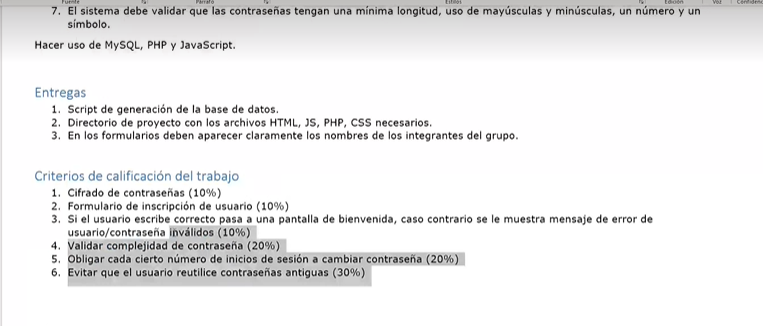 Fuente
Párrafo
Estilos
Edición
Voz
7. El sistema debe validar que las contraseñas tengan una mínima longitud, uso de mayúsculas y minúsculas, un número y un
símbolo.
Hacer uso de MySQL, PHP y JavaScript.
Entregas
1. Script de generación de la base de datos.
2. Directorio de proyecto con los archivos HTML, JS, PHP, CSS necesarios.
3. En los formularios deben aparecer claramente los nombres de los integrantes del grupo.
Criterios de calificación del trabajo
1. Cifrado de contraseñas (10%)
2. Formulario de inscripción de usuario (10%)
3. Si el usuario escribe correcto pasa a una pantalla de bienvenida, caso contrario se le muestra mensaje de error de
usuario/contraseña inválidos (10%)
4. Validar complejidad de contraseña (20%)
5. Obligar cada cierto número de inicios de sesión a cambiar contraseña (20%)
6. Evitar que el usuario reutilice contraseñas antiguas (30%)